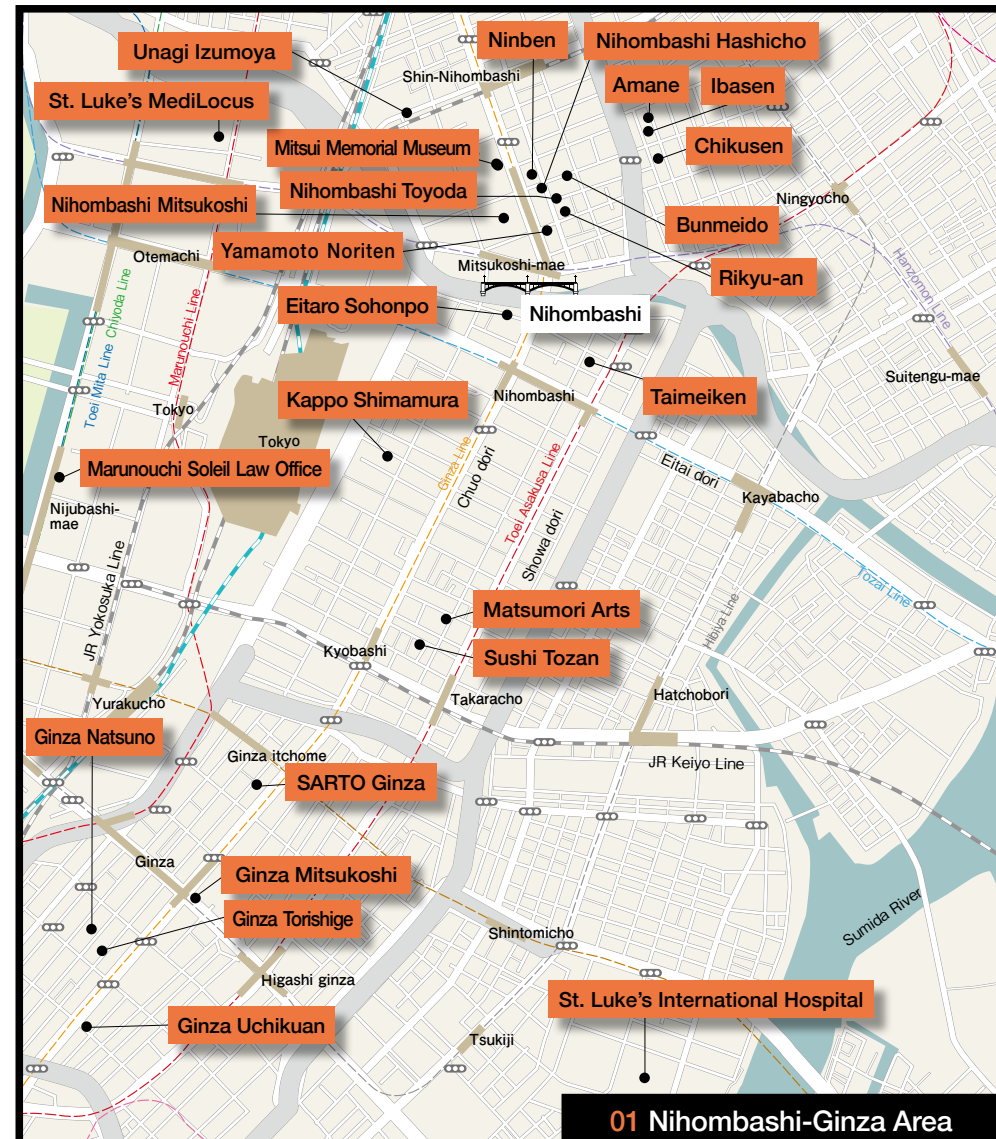 Unagi Izumoya
Ninben
Nihombashi Hashicho
Shin-Nihombashi
Amane
Ibasen
St. Luke's MediLocus
Mitsui Memorial Museum
Chikusen
Nihombashi Toyoda
Ningyocho
Nihombashi Mitsukoshi
Bunmeido
Yamamoto Noriten
Otemachi
Mitsukoshi-mae
Rikyu-an
Hanzomon Line
Eitaro Sohonpo
Nihombashi
Chiyoda Line
Toei Mita Line
Marunouchi Line
Suitengu-mae
Kappo Shimamura
Nihombashi
Taimeiken
Tokyo
Tokyo
Ginza Line
Chuo dori
Marunouchi Soleil Law Office
Eitai dori
Toei Asakusa Line
Kayabacho
Nijubashi-
mae
Showa dori
JR Yokosuka Line
Tozai Line
Hibiya Line
Matsumori Arts
Kyobashi
Sushi Tozan
Takaracho
Hatchobori
Yurakucho
Ginza Natsuno
Ginza itchome
JR Keiyo Line
SARTO Ginza
Ginza
Ginza Mitsukoshi
Ginza Torishige
Sumida River
Shintomicho
Higashi ginza
St. Luke's International Hospital
Ginza Uchikuan
Tsukiji
01 Nihombashi-Ginza Area